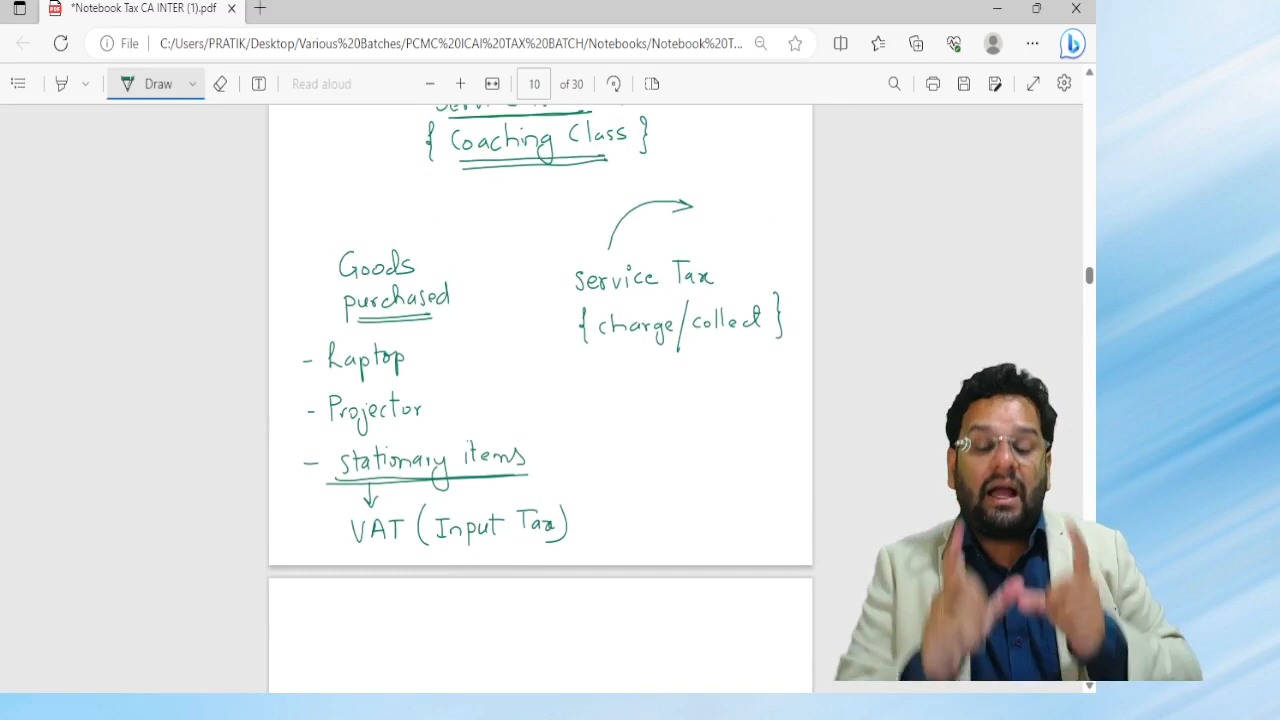 *Notebook Tax CA INTER (1).pdf
File C:/Users/PRATIK/Desktop/Various%20Batches/PCMC%20ICAI%20TAX%20BATCH/Notebooks/Notebook%20T...
Draw Read aloud 10 of 30
{ Coaching Class }
Goods
purchased
- Laptop
- Projector
- stationary items
VAT (Input Tax)
service Tax
{ charge/collect }